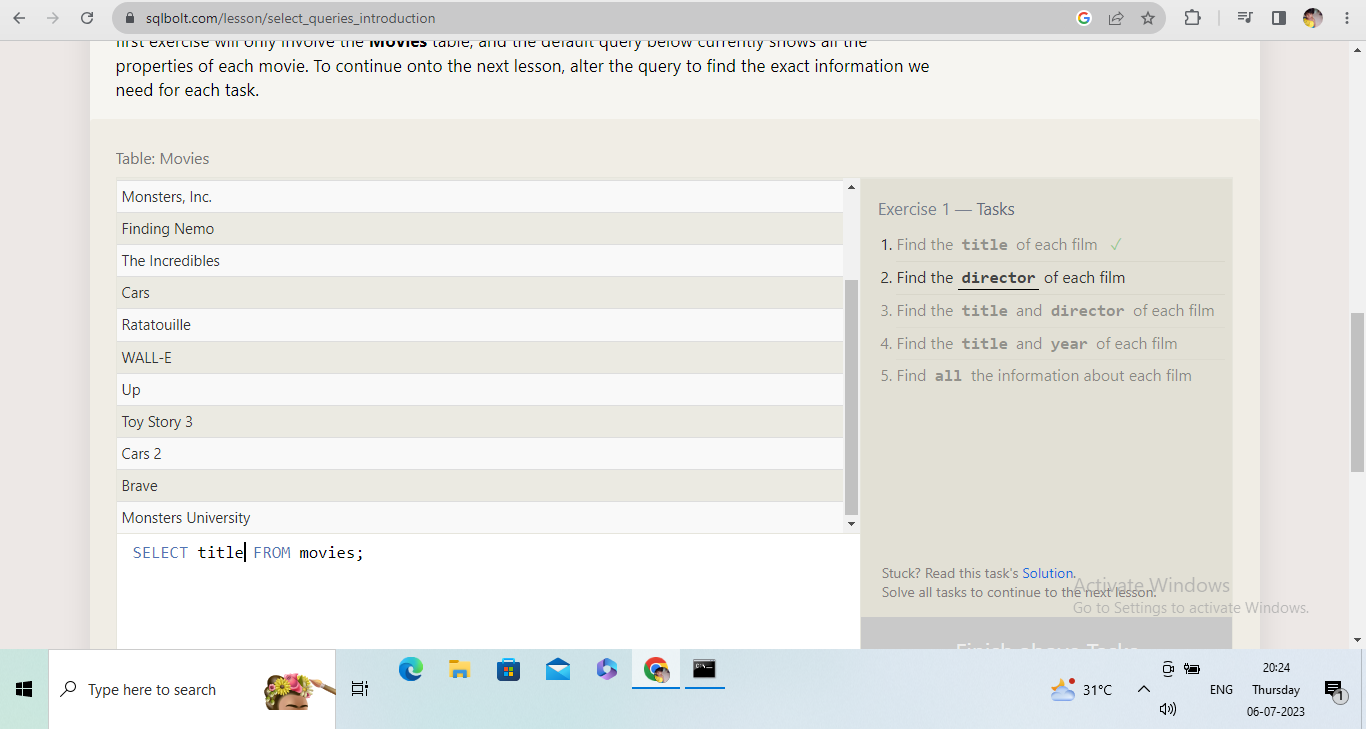 sqlbolt.com/lesson/select_queries_introduction
first exercise will only involve the Movies table, and the default query below currently shows all the
properties of each movie. To continue onto the next lesson, alter the query to find the exact information we
need for each task.
Table: Movies
Monsters, Inc.
Finding Nemo
The Incredibles
Cars
Ratatouille
WALL-E
Up
Toy Story 3
Cars 2
Brave
Monsters University
SELECT title FROM movies;
Exercise 1 — Tasks
1. Find the title of each film ✓
2. Find the director of each film
3. Find the title and director of each film
4. Find the title and year of each film
5. Find all the information about each film
Stuck? Read this task's Solution.
Solve all tasks to continue to the next lesson.
Activate Windows
Go to Settings to activate Windows.
Finish above Tasks
Type here to search
31°C
ENG
20:24
Thursday
06-07-2023
1